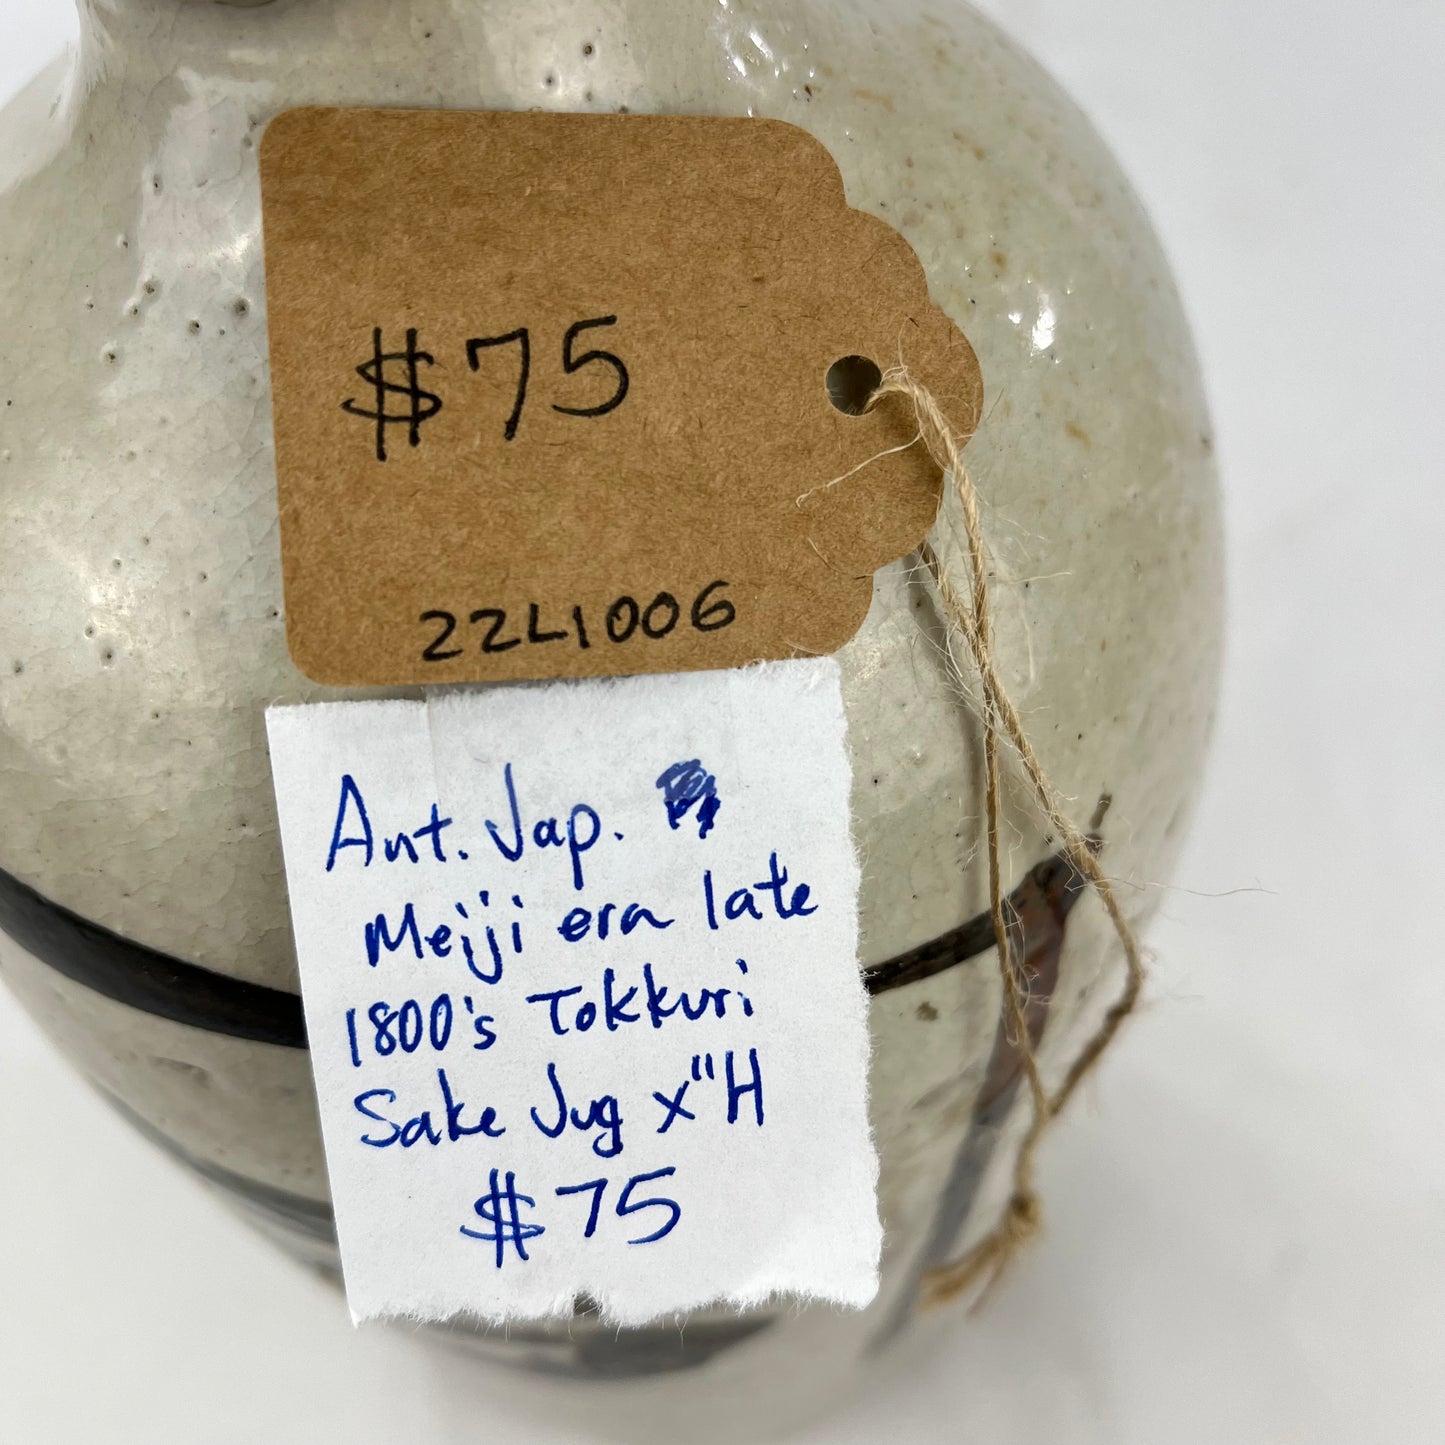 $75
22L1006
Ant. Jap.
Meiji era late
1800's Tokkuri
Sake Jug x"H
$75